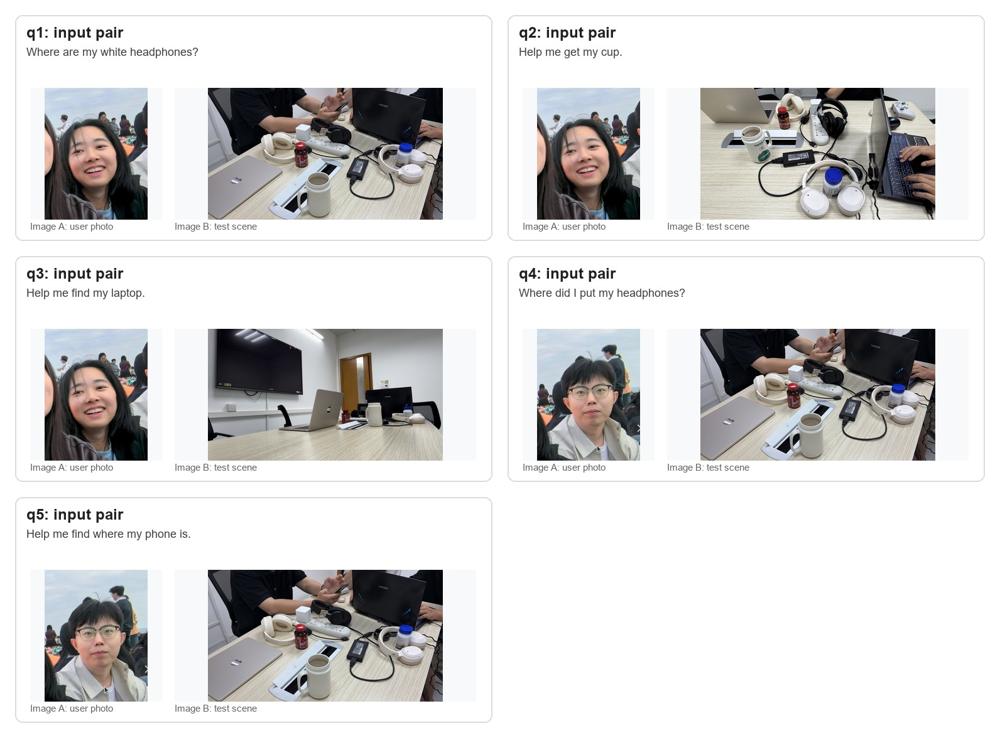 q1: input pair
Where are my white headphones?
Image A: user photo
Image B: test scene
q2: input pair
Help me get my cup.
Image A: user photo
Image B: test scene
q3: input pair
Help me find my laptop.
Image A: user photo
Image B: test scene
q4: input pair
Where did I put my headphones?
Image A: user photo
Image B: test scene
q5: input pair
Help me find where my phone is.
Image A: user photo
Image B: test scene